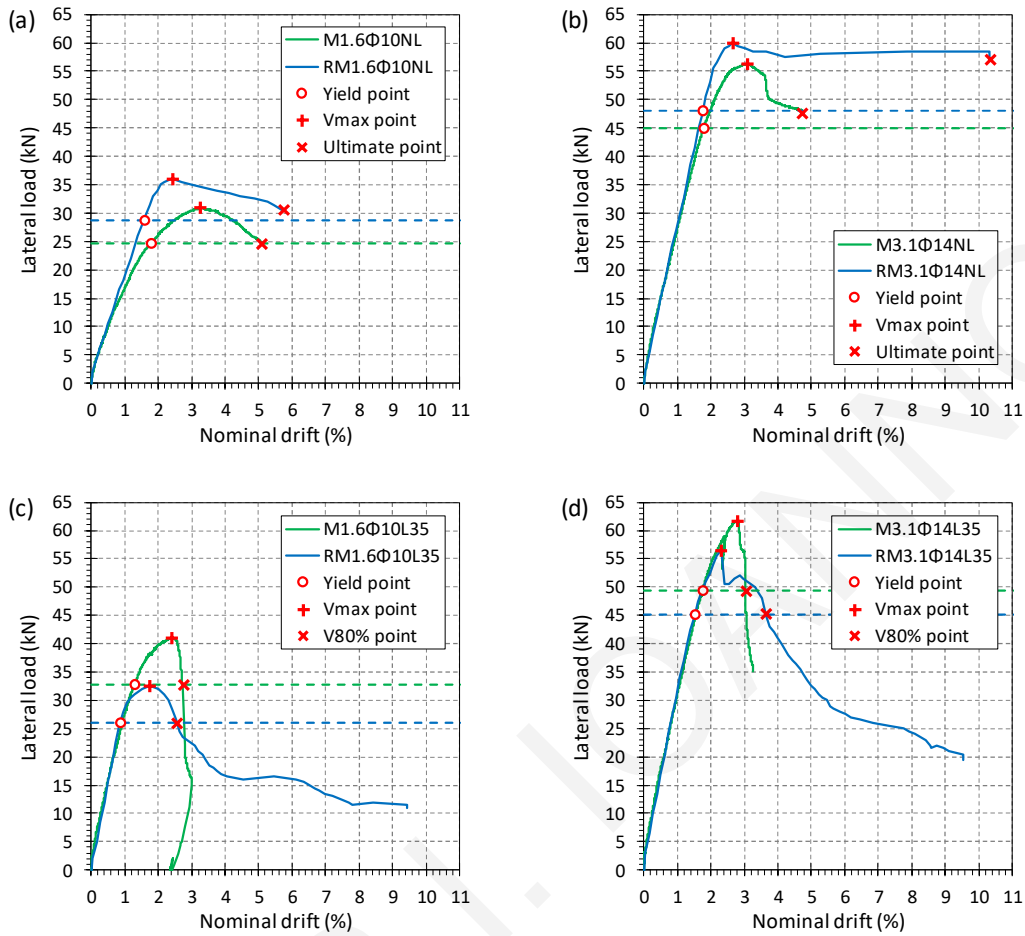 (a)
65
60
55
50
45
40
35
30
25
20
15
10
5
0
Lateral load (kN)
M1.6Φ10NL
RM1.6Φ10NL
Yield point
Vmax point
Ultimate point
0 1 2 3 4 5 6 7 8 9 10 11
Nominal drift (%)
(b)
65
60
55
50
45
40
35
30
25
20
15
10
5
0
Lateral load (kN)
M3.1Φ14NL
RM3.1Φ14NL
Yield point
Vmax point
Ultimate point
0 1 2 3 4 5 6 7 8 9 10 11
Nominal drift (%)
(c)
65
60
55
50
45
40
35
30
25
20
15
10
5
0
Lateral load (kN)
M1.6Φ10L35
RM1.6Φ10L35
Yield point
Vmax point
V80% point
0 1 2 3 4 5 6 7 8 9 10 11
Nominal drift (%)
(d)
65
60
55
50
45
40
35
30
25
20
15
10
5
0
Lateral load (kN)
M3.1Φ14L35
RM3.1Φ14L35
Yield point
Vmax point
V80% point
0 1 2 3 4 5 6 7 8 9 10 11
Nominal drift (%)